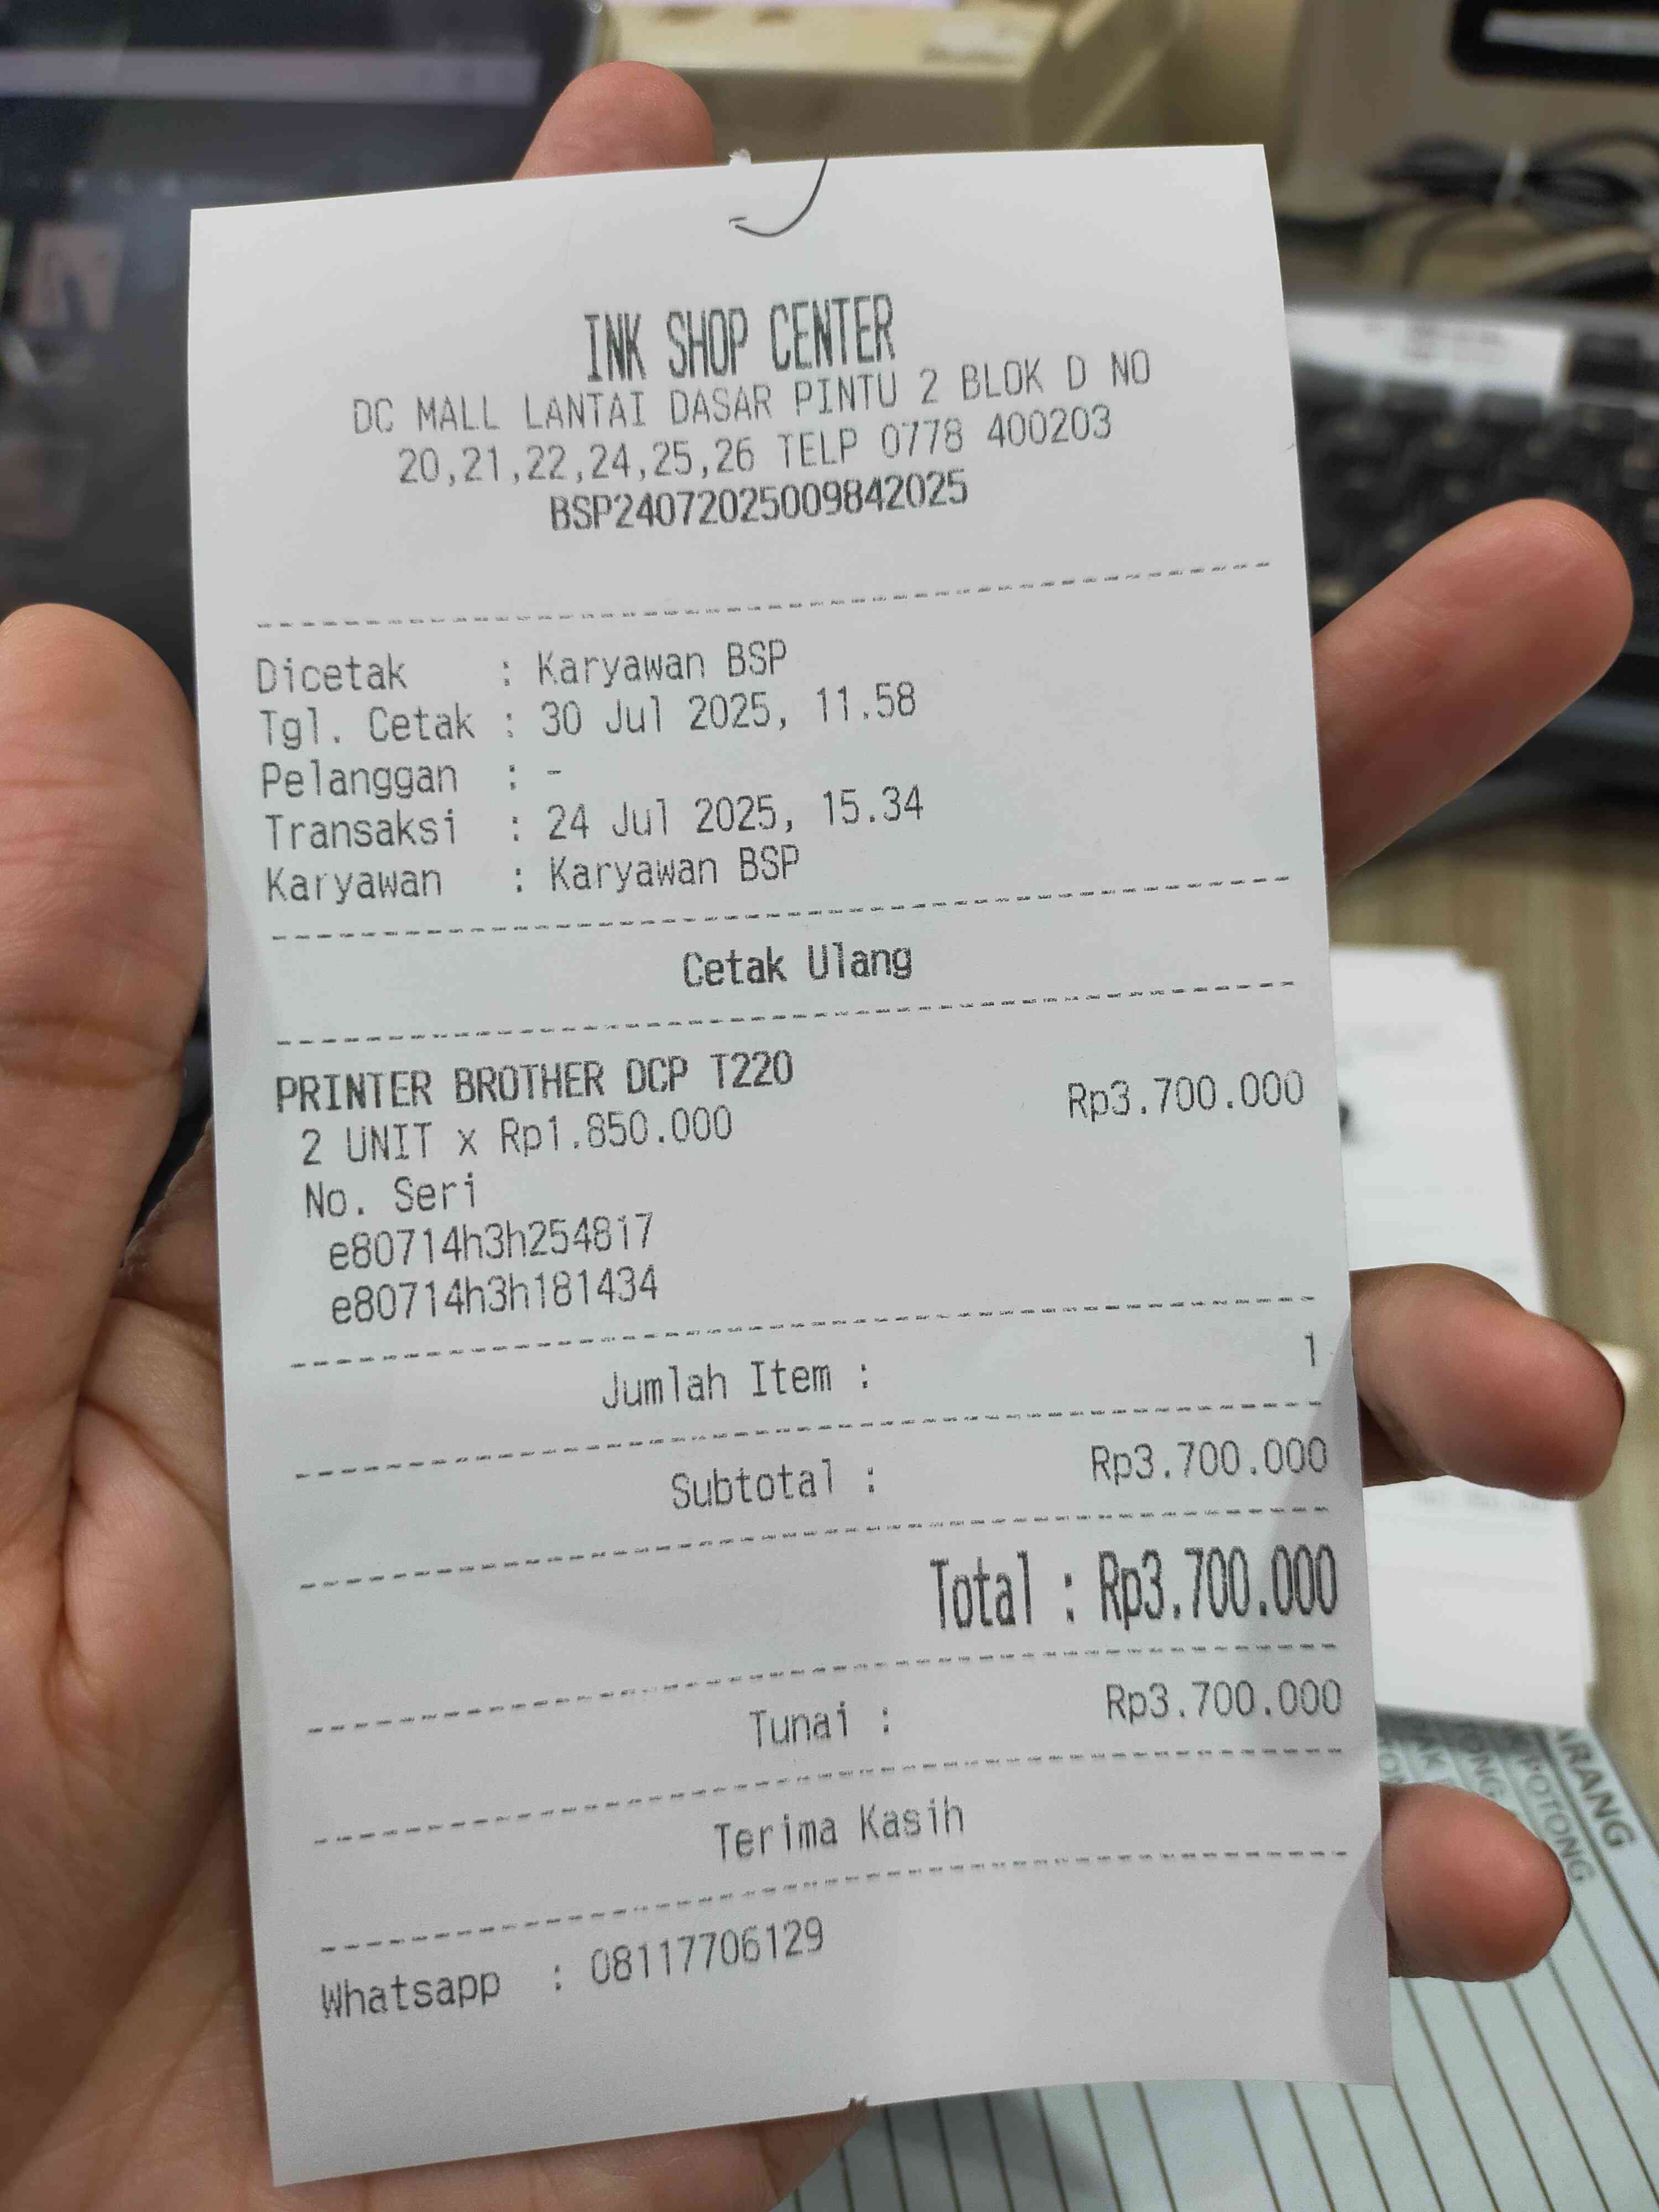 INK SHOP CENTER
DC MALL LANTAI DASAR PINTU 2 BLOK D NO
20,21,22,24,25,26 TELP 0778 400203
BSP24072025009842025
Dicetak : Karyawan BSP
Tgl. Cetak : 30 Jul 2025, 11.58
Pelanggan : -
Transaksi : 24 Jul 2025, 15.34
Karyawan : Karyawan BSP
Cetak Ulang
PRINTER BROTHER DCP T220
2 UNIT x Rp1.850.000 Rp3.700.000
No. Seri
e80714h3h254817
e80714h3h181434
Jumlah Item : 1
Subtotal : Rp3.700.000
Total : Rp3.700.000
Tunai : Rp3.700.000
Terima Kasih
Whatsapp : 08117706129
ARANG
POTONG